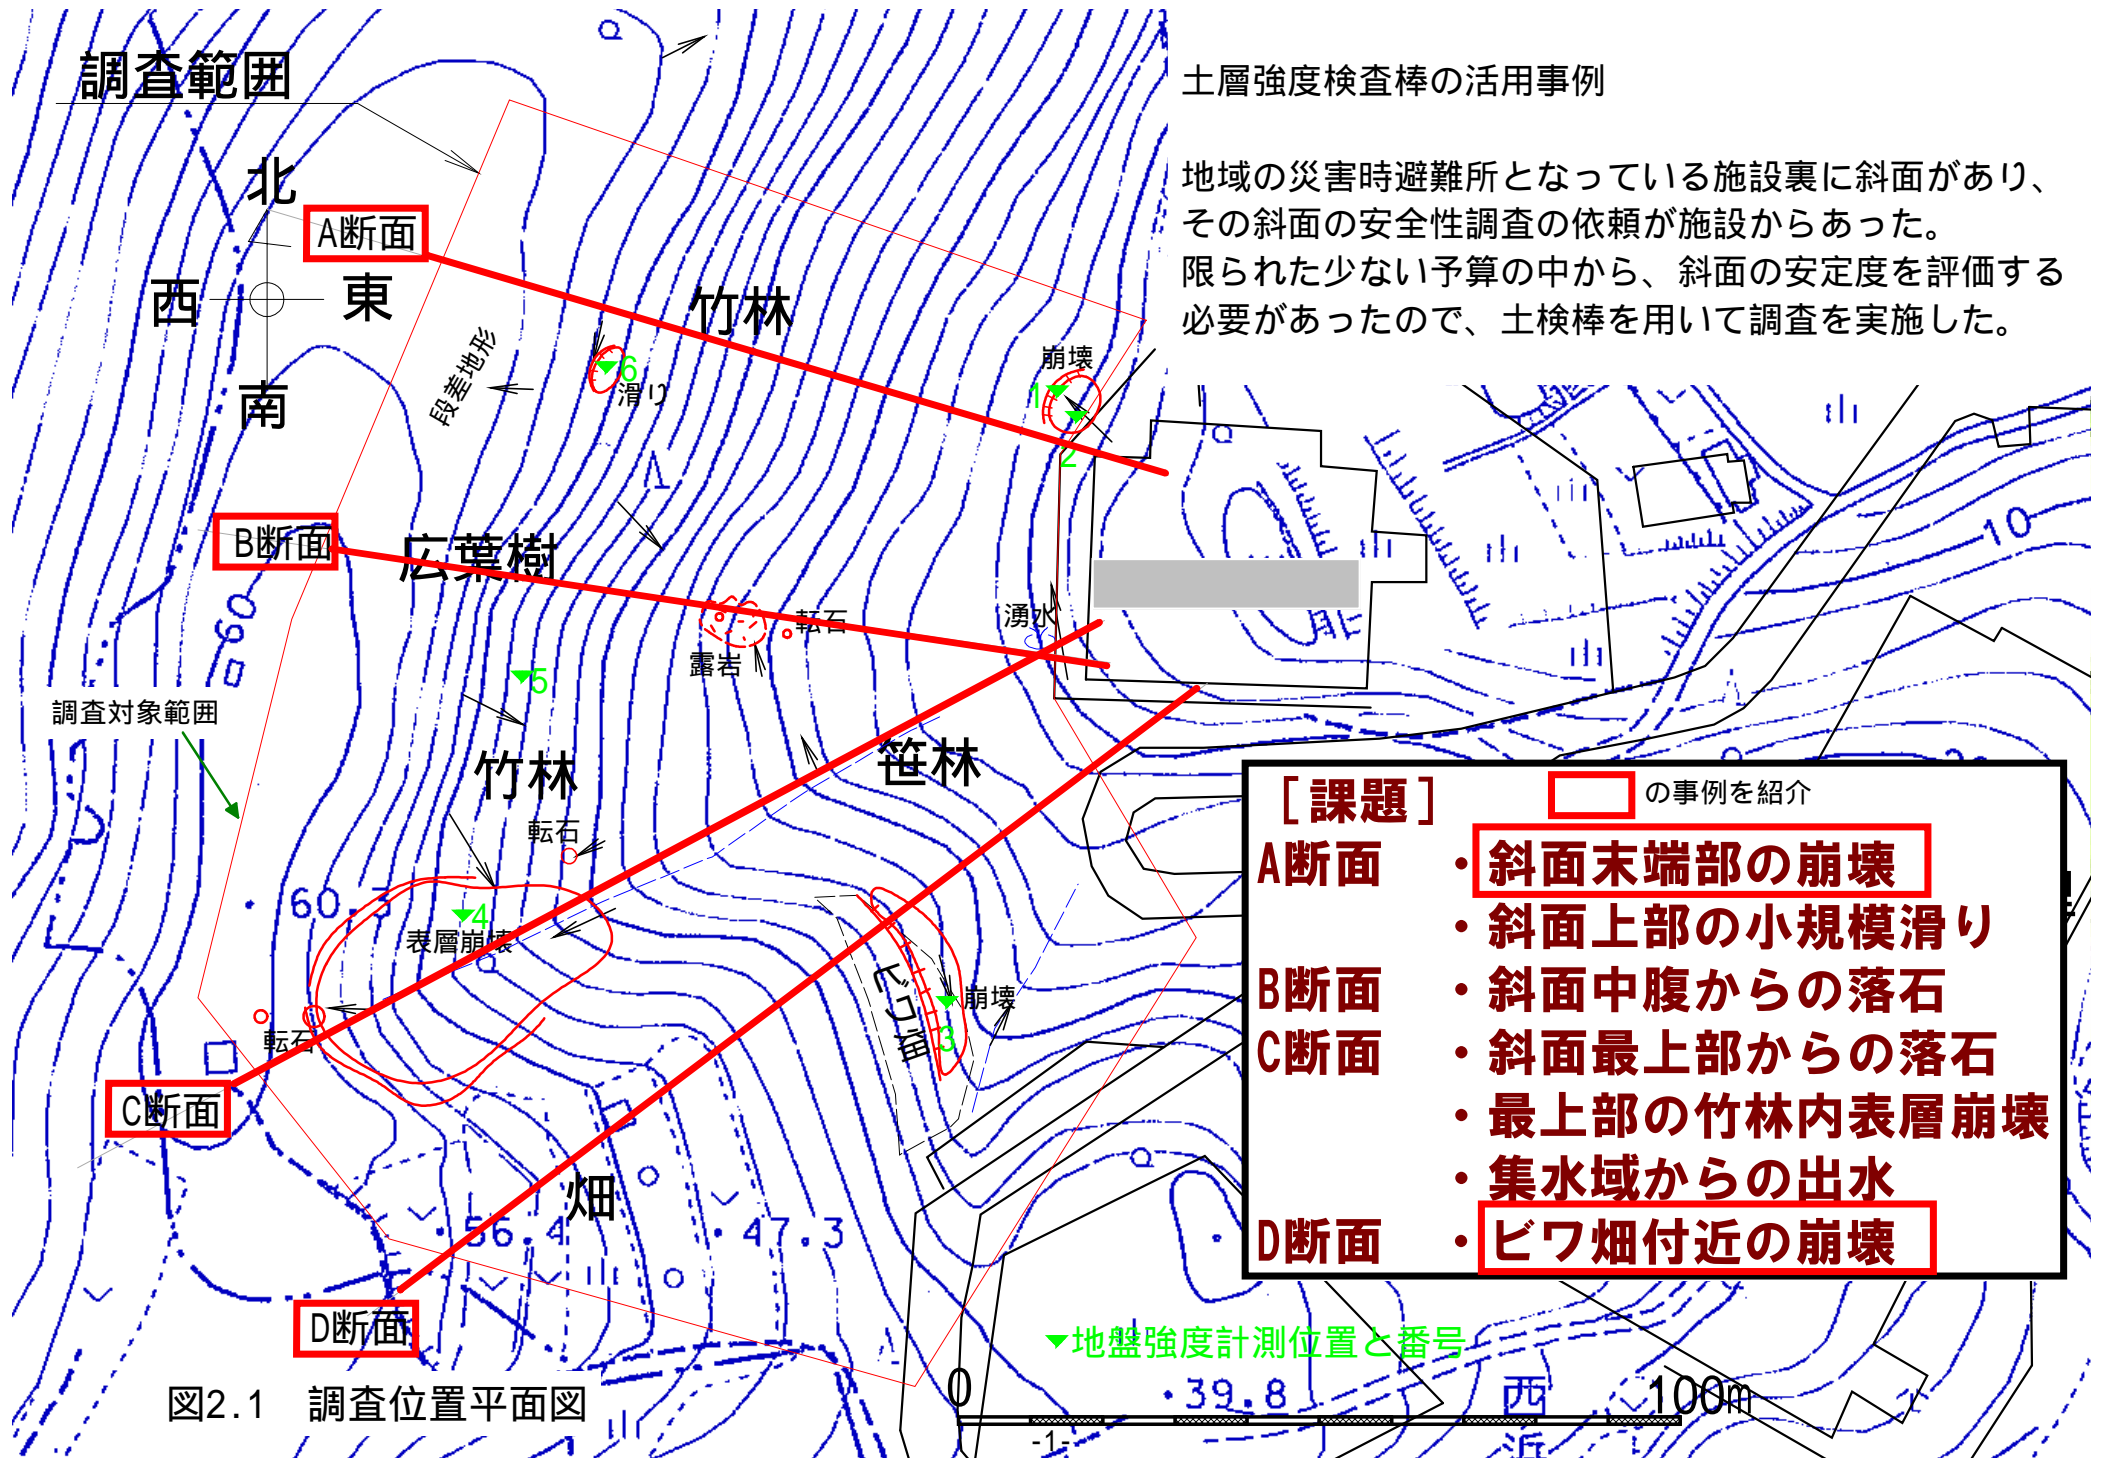 調査範囲
土層強度検査棒の活用事例
地域の災害時避難所となっている施設裏に斜面があり、
その斜面の安全性調査の依頼が施設からあった。
限られた少ない予算の中から、斜面の安定度を評価する
必要があったので、土検棒を用いて調査を実施した。
北
西
東
南
A断面
竹林
段差地形
6
滑り
崩壊
1
2
B断面
広葉樹
60
転石
露岩
湧水
10
5
調査対象範囲
竹林
笹林
転石
60.3
4
表層崩壊
転石
ビワ畑
崩壊
3
C断面
畑
56.4
47.3
D断面
[課題]
の事例を紹介
A断面 ・斜面末端部の崩壊
・斜面上部の小規模滑り
B断面 ・斜面中腹からの落石
C断面 ・斜面最上部からの落石
・最上部の竹林内表層崩壊
・集水域からの出水
D断面 ・ビワ畑付近の崩壊
▼地盤強度計測位置と番号
図2.1 調査位置平面図
0
100m
39.8
西
浜
-1-